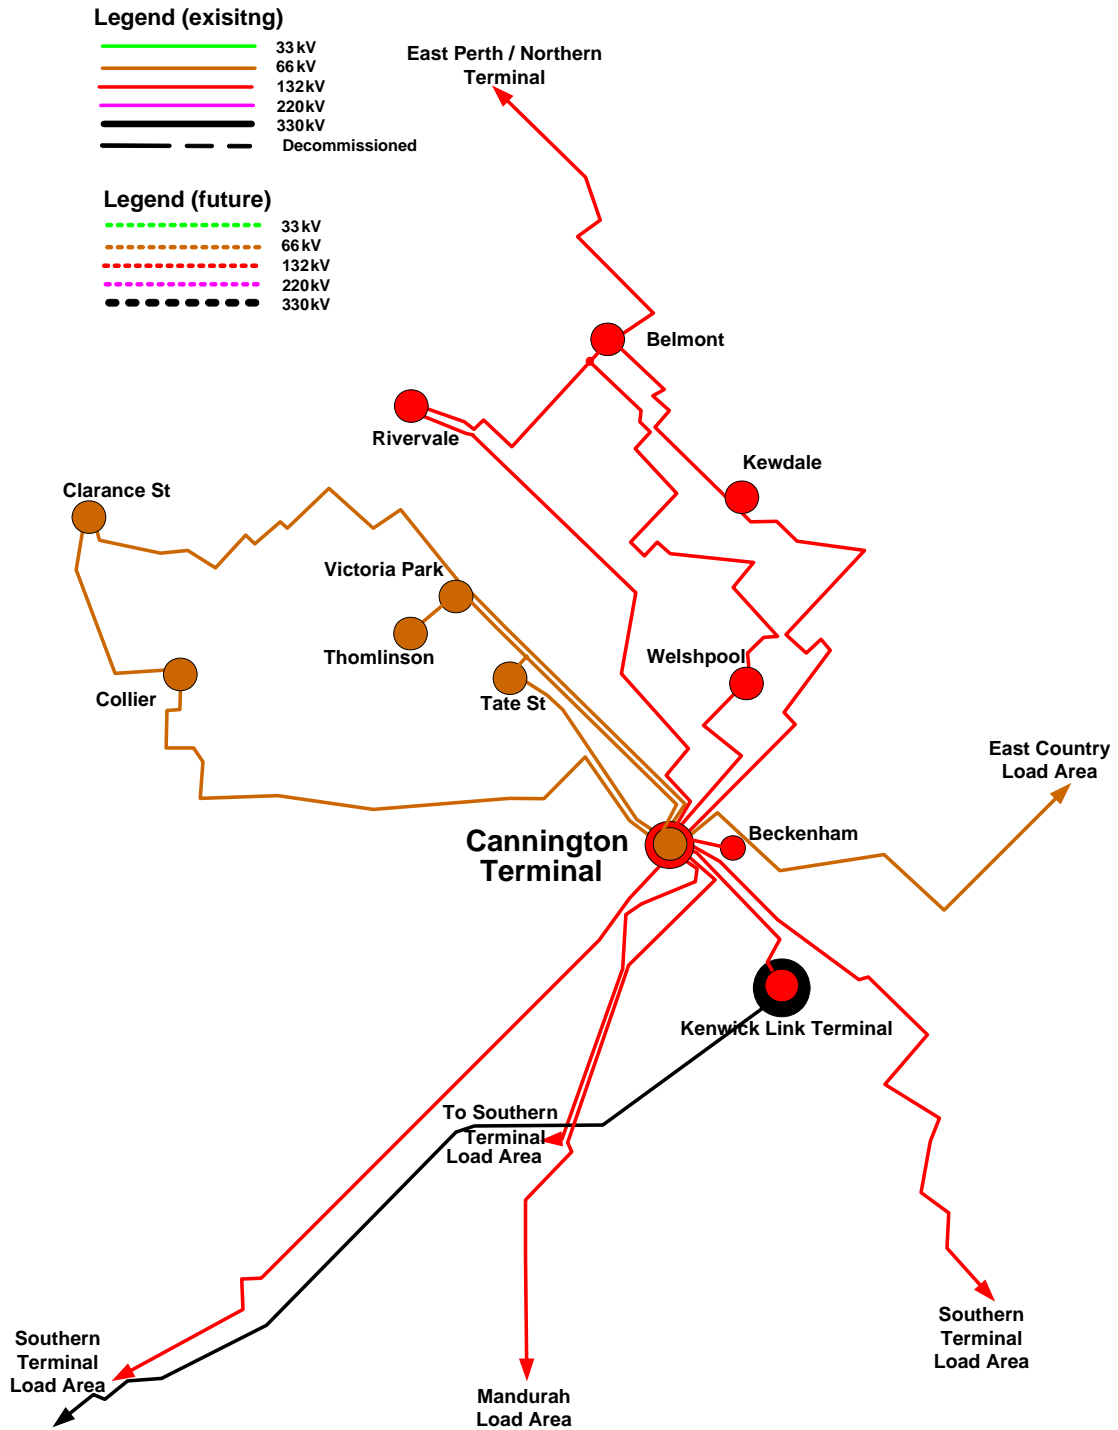 Legend (exisitng)
33 kV
66 kV
132 kV
220 kV
330 kV
Decommissioned
Legend (future)
33 kV
66 kV
132 kV
220 kV
330 kV
East Perth / Northern
Terminal
Belmont
Rivervale
Kewdale
Clarance St
Victoria Park
Thomlinson
Welshpool
Collier
Tate St
East Country
Load Area
Cannington
Terminal
Beckenham
Kenwick Link Terminal
To Southern
Terminal
Load Area
Southern
Terminal
Load Area
Southern
Terminal
Load Area
Mandurah
Load Area